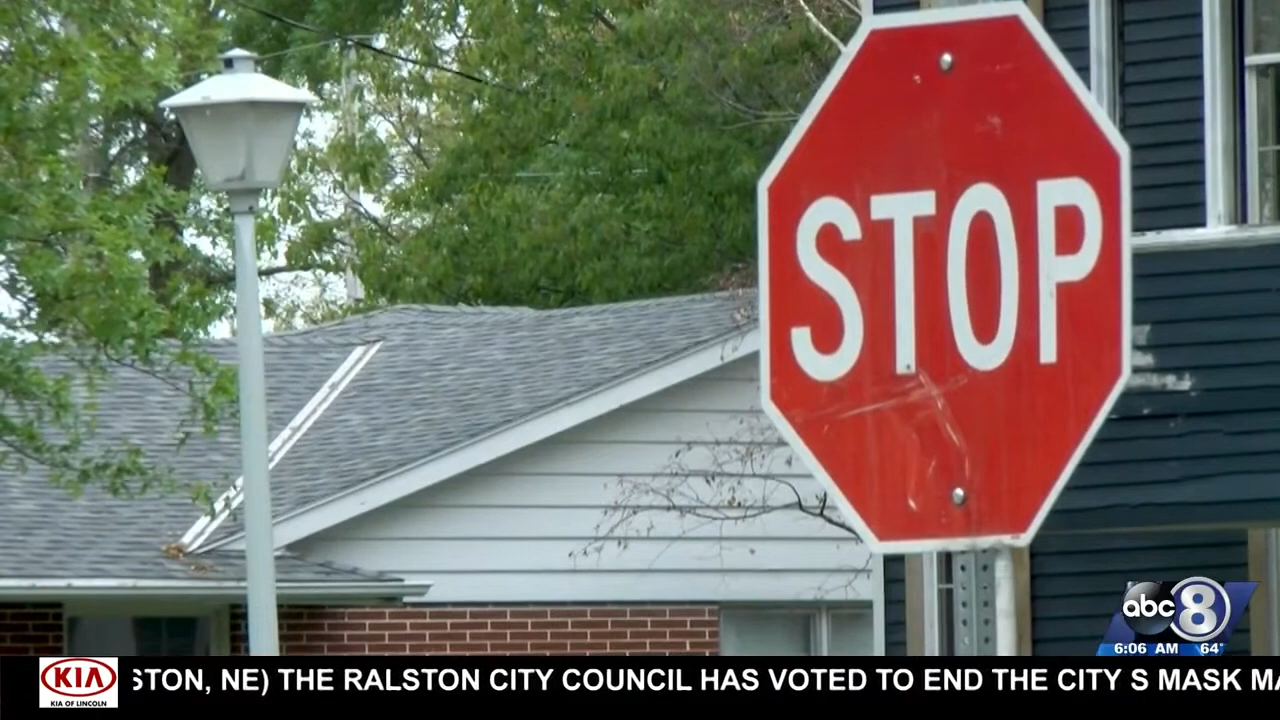 STOP
abc 8
6:06 AM 64°
KIA
KIA OF LINCOLN
STON, NE) THE RALSTON CITY COUNCIL HAS VOTED TO END THE CITY S MASK MA